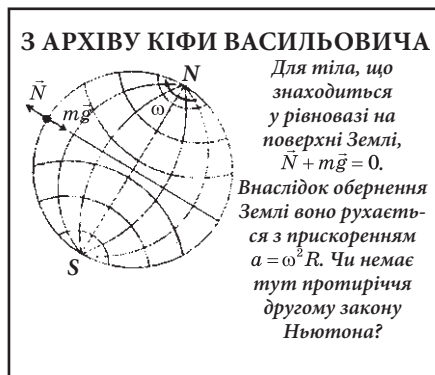 З АРХІВУ КІФИ ВАСИЛЬОВИЧА
Для тіла, що
знаходиться
у рівновазі на
поверхні Землі,
N⃗ + mg⃗ = 0.
Внаслідок обернення
Землі воно рухаєть-
ся з прискоренням
a = ω²R. Чи немає
тут протиріччя
другому закону
Ньютона?
N
N⃗
mg⃗
ω
S